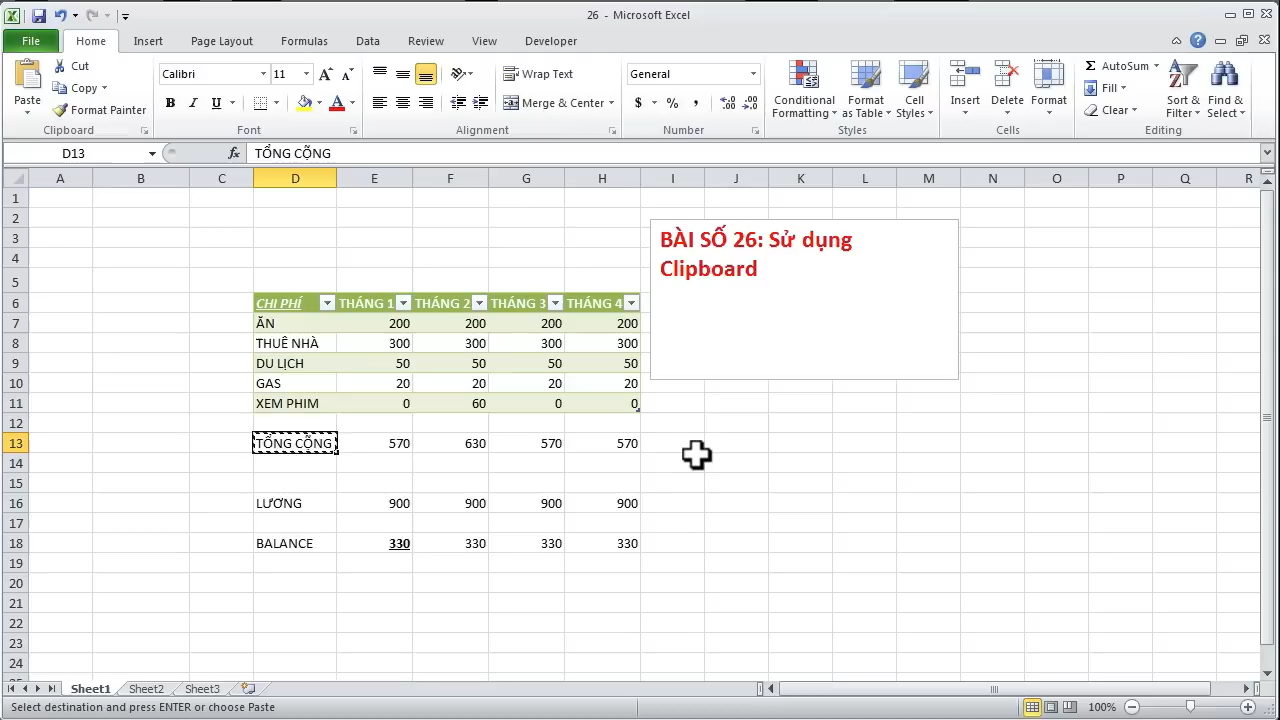 26 - Microsoft Excel
File Home Insert Page Layout Formulas Data Review View Developer
Paste
Cut
Copy
Format Painter
Clipboard
Calibri 11
B I U
Font
Wrap Text
Merge & Center
Alignment
General
$ % ,
Number
Conditional Formatting
Format as Table
Cell Styles
Styles
Insert
Delete
Format
Cells
AutoSum
Fill
Clear
Sort & Filter
Find & Select
Editing
D13 fx TỔNG CỘNG
A B C D E F G H I J K L M N O P Q R
1
2
3
4
5
6 CHI PHÍ THÁNG 1 THÁNG 2 THÁNG 3 THÁNG 4
7 ĂN 200 200 200 200
8 THUÊ NHÀ 300 300 300 300
9 DU LỊCH 50 50 50 50
10 GAS 20 20 20 20
11 XEM PHIM 0 60 0 0
12
13 TỔNG CỘNG 570 630 570 570
14
15
16 LƯƠNG 900 900 900 900
17
18 BALANCE 330 330 330 330
19
20
21
22
23
24
BÀI SỐ 26: Sử dụng
Clipboard
Sheet1 Sheet2 Sheet3
Select destination and press ENTER or choose Paste 100%